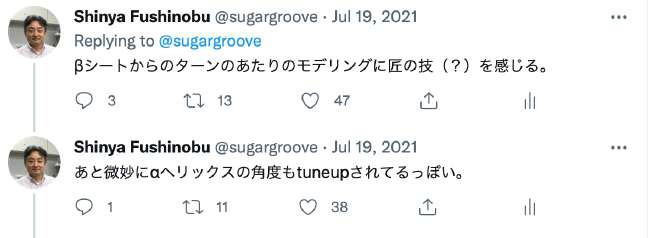 Shinya Fushinobu @sugargroove · Jul 19, 2021
Replying to @sugargroove
βシートからのターンのあたりのモデリングに匠の技（？）を感じる。
3 13 47
Shinya Fushinobu @sugargroove · Jul 19, 2021
あと微妙にαヘリックスの角度もtuneupされてるっぽい。
1 11 38